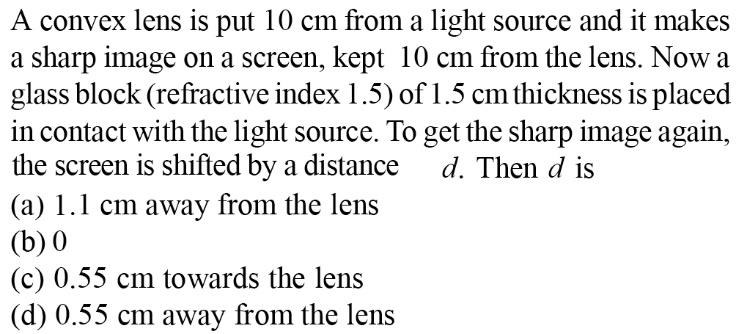 A convex lens is put 10 cm from a light source and it makes
a sharp image on a screen, kept 10 cm from the lens. Now a
glass block (refractive index 1.5) of 1.5 cm thickness is placed
in contact with the light source. To get the sharp image again,
the screen is shifted by a distance d. Then d is
(a) 1.1 cm away from the lens
(b) 0
(c) 0.55 cm towards the lens
(d) 0.55 cm away from the lens